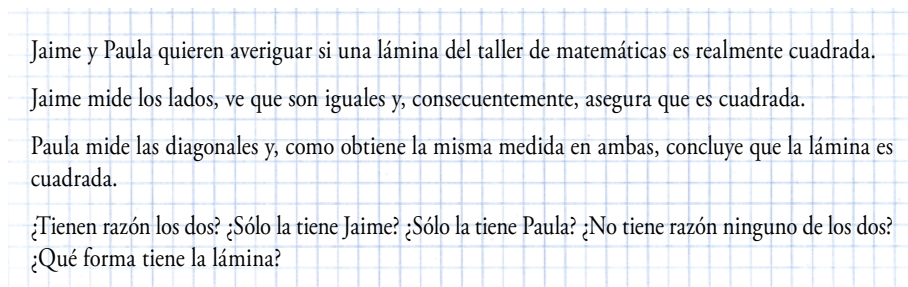 Jaime y Paula quieren averiguar si una lámina del taller de matemáticas es realmente cuadrada.
Jaime mide los lados, ve que son iguales y, consecuentemente, asegura que es cuadrada.
Paula mide las diagonales y, como obtiene la misma medida en ambas, concluye que la lámina es
cuadrada.
¿Tienen razón los dos? ¿Sólo la tiene Jaime? ¿Sólo la tiene Paula? ¿No tiene razón ninguno de los dos?
¿Qué forma tiene la lámina?